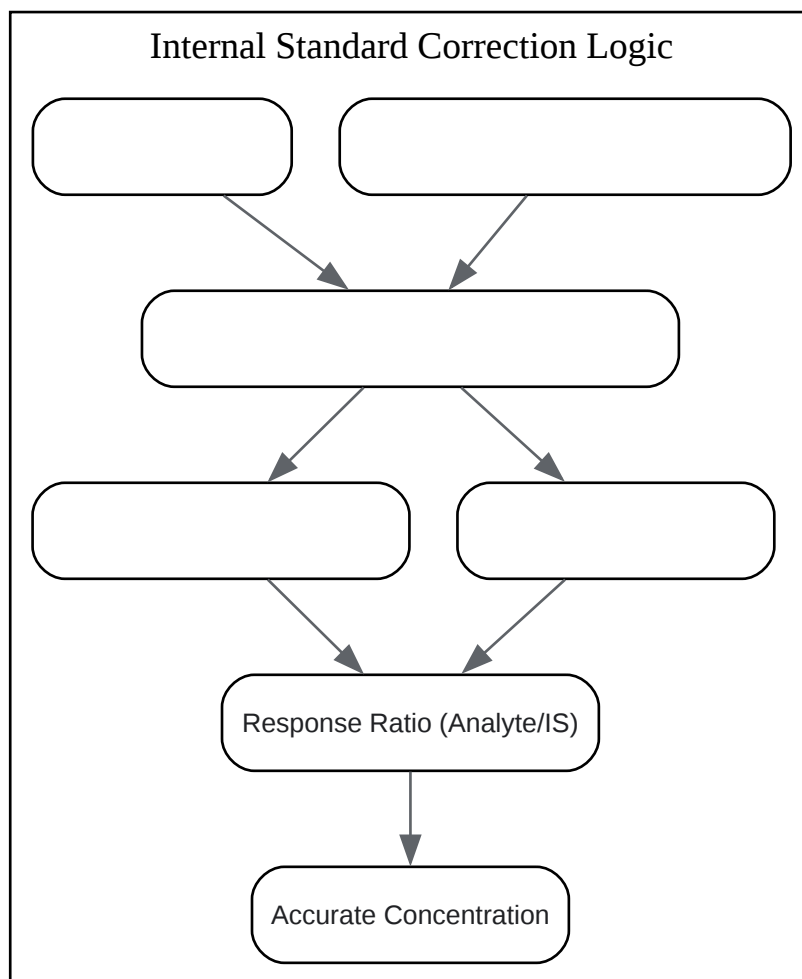 Internal Standard Correction Logic
Response Ratio (Analyte/IS)
Accurate Concentration